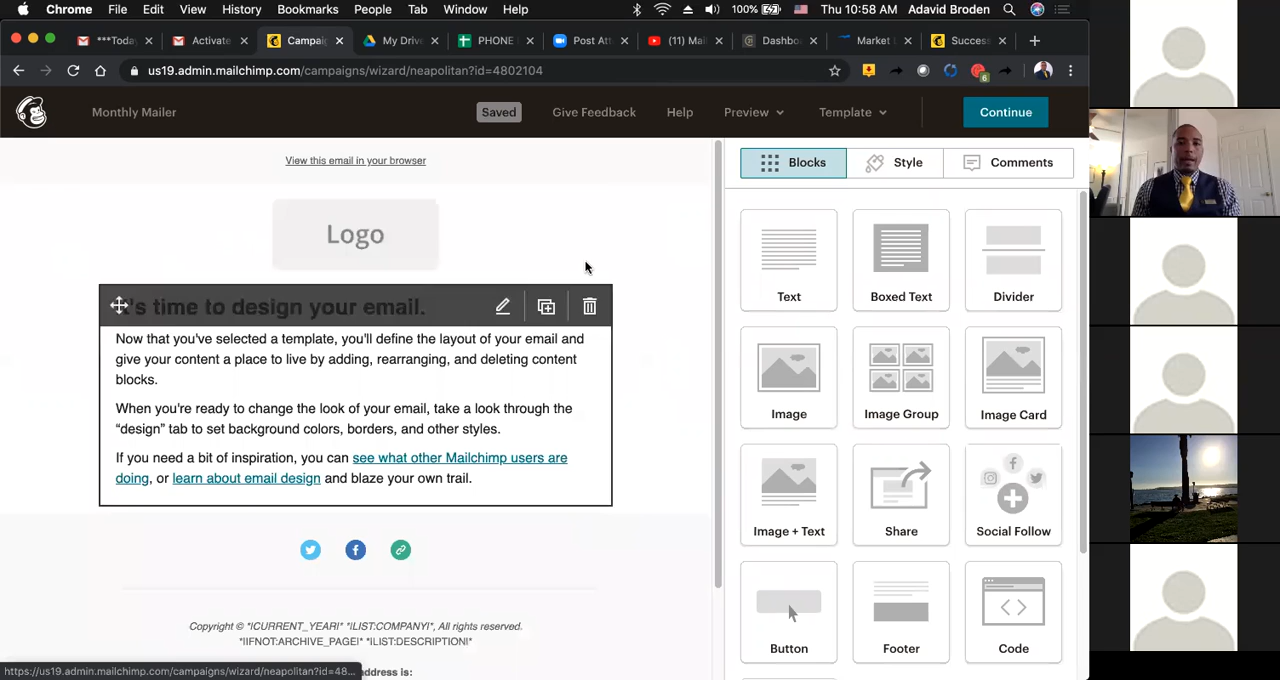 Chrome File Edit View History Bookmarks People Tab Window Help 100% Thu 10:58 AM Adavid Broden
***Today Activate Campai My Driv PHONE Post Att (11) Mai Dashbo Market L Succes
us19.admin.mailchimp.com/campaigns/wizard/neapolitan?id=4802104
6
Monthly Mailer Saved Give Feedback Help Preview Template Continue
View this email in your browser
Blocks Style Comments
Logo
It's time to design your email.
Now that you've selected a template, you'll define the layout of your email and
give your content a place to live by adding, rearranging, and deleting content
blocks.
When you're ready to change the look of your email, take a look through the
“design” tab to set background colors, borders, and other styles.
If you need a bit of inspiration, you can see what other Mailchimp users are
doing, or learn about email design and blaze your own trail.
Text Boxed Text Divider
Image Image Group Image Card
Image + Text Share Social Follow
Button Footer Code
Copyright © *|CURRENT_YEAR|* *|LIST:COMPANY|*, All rights reserved.
*|IFNOT:ARCHIVE_PAGE|* *|LIST:DESCRIPTION|*
address is:
https://us19.admin.mailchimp.com/campaigns/wizard/neapolitan?id=48...